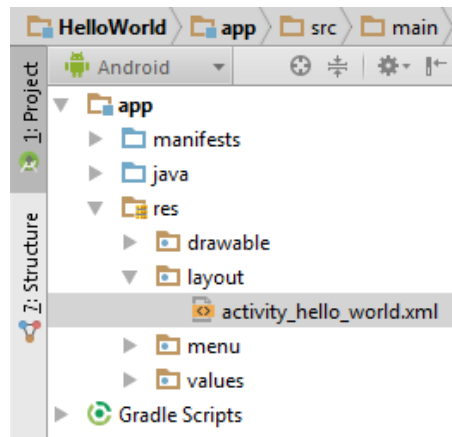 HelloWorld app src main
1: Project
Android
app
manifests
java
res
drawable
layout
activity_hello_world.xml
menu
values
Gradle Scripts
7: Structure